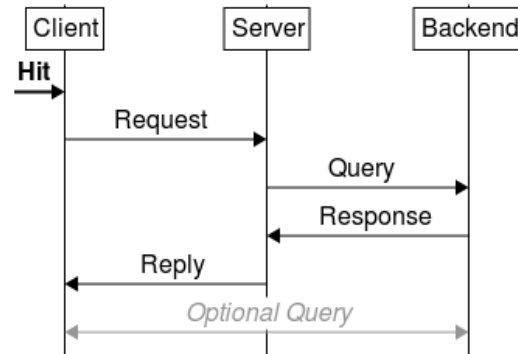 Client Server Backend
Hit
Request
Query
Response
Reply
Optional Query